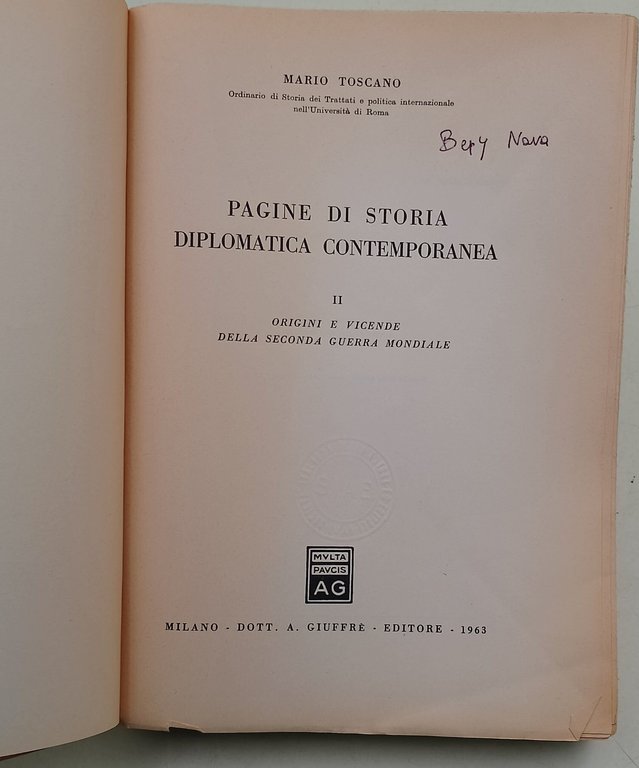 MARIO TOSCANO
Ordinario di Storia dei Trattati e politica internazionale
nell'Università di Roma
Nava
PAGINE DI STORIA
DIPLOMATICA CONTEMPORANEA
II
ORIGINI E VICENDE
DELLA SECONDA GUERRA MONDIALE
MVLTA
PAVCIS
AG
MILANO - DOTT. A. GIUFFRÈ - EDITORE - 1963